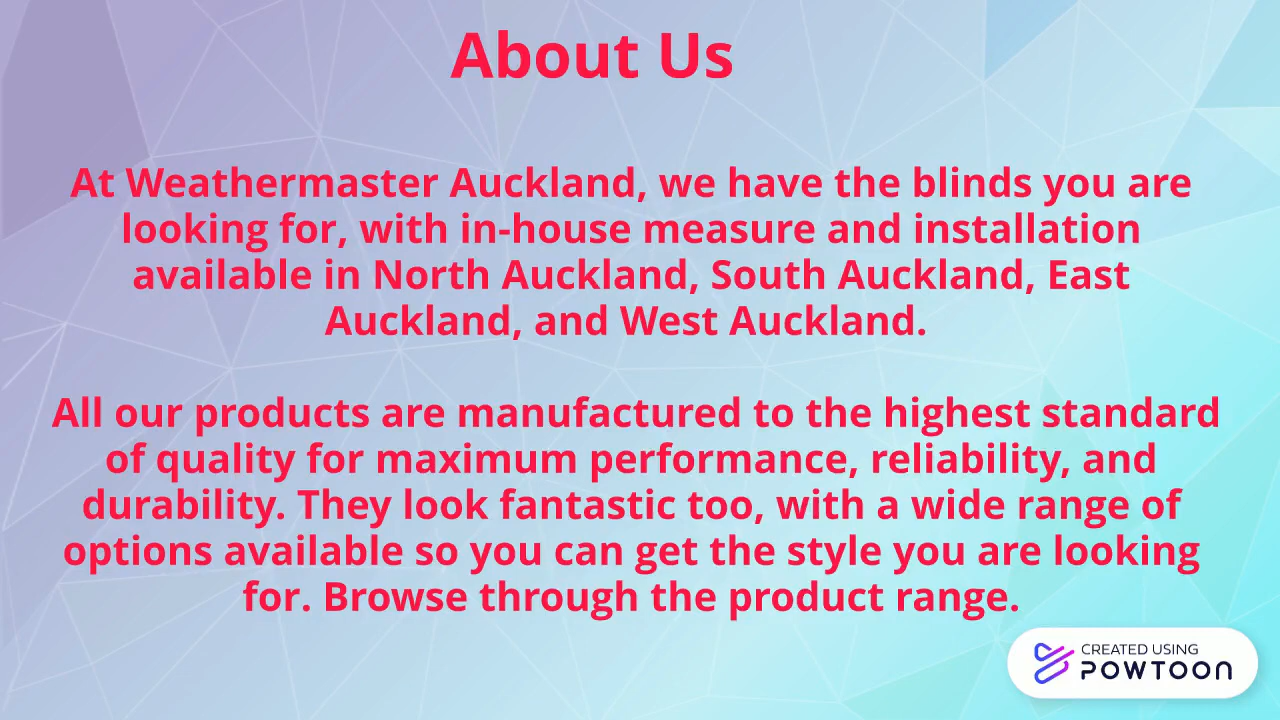 About Us
At Weathermaster Auckland, we have the blinds you are
looking for, with in-house measure and installation
available in North Auckland, South Auckland, East
Auckland, and West Auckland.
All our products are manufactured to the highest standard
of quality for maximum performance, reliability, and
durability. They look fantastic too, with a wide range of
options available so you can get the style you are looking
for. Browse through the product range.
CREATED USING
POWTOON